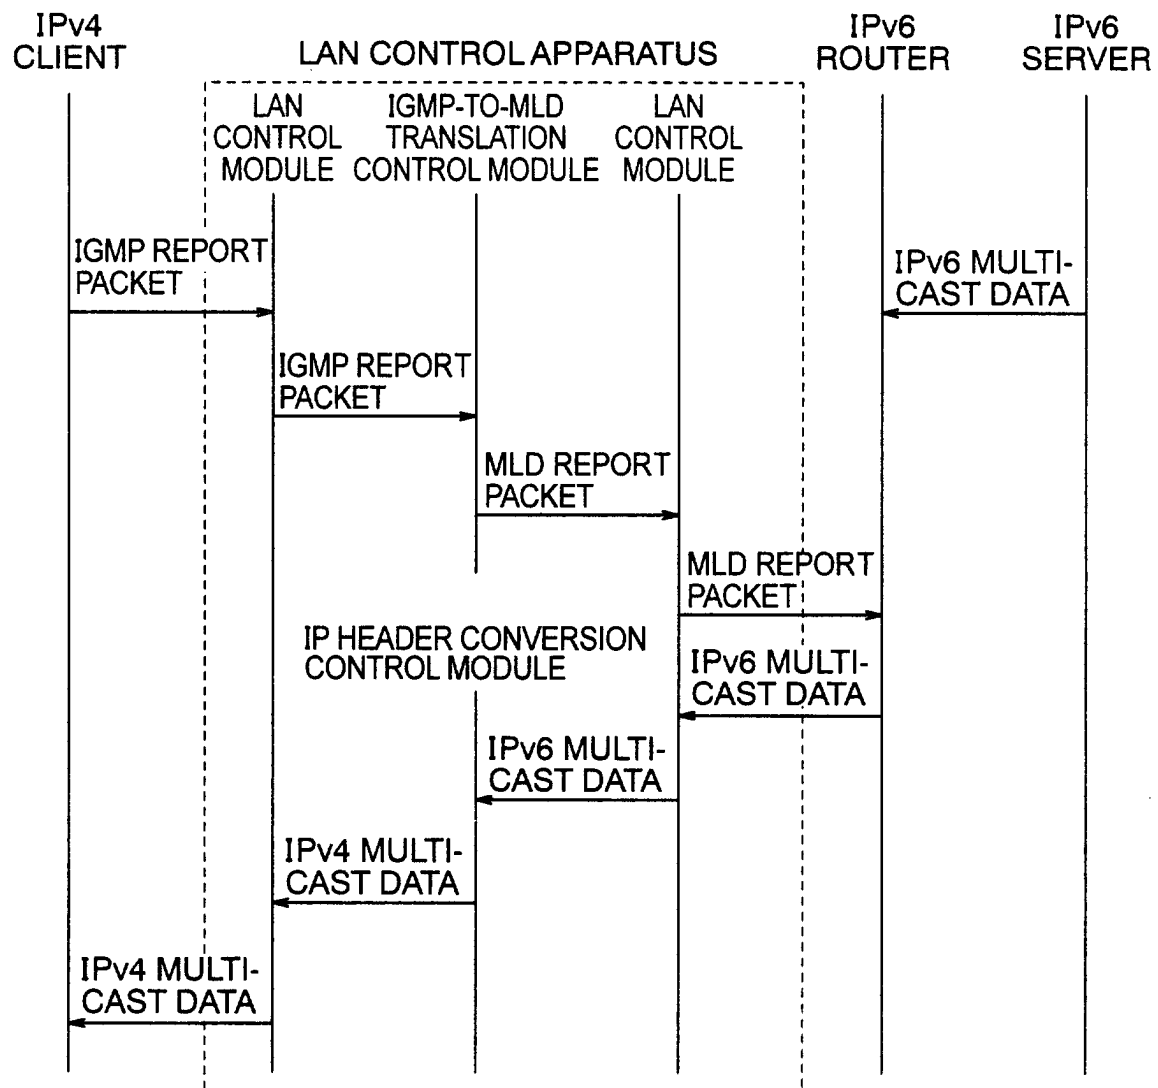 IPv4
CLIENT
LAN CONTROL APPARATUS
IPv6
ROUTER
IPv6
SERVER
LAN
CONTROL
MODULE
IGMP-TO-MLD
TRANSLATION
CONTROL MODULE
LAN
CONTROL
MODULE
IGMP REPORT
PACKET
IPv6 MULTI-
CAST DATA
IGMP REPORT
PACKET
MLD REPORT
PACKET
MLD REPORT
PACKET
IP HEADER CONVERSION
CONTROL MODULE
IPv6 MULTI-
CAST DATA
IPv6 MULTI-
CAST DATA
IPv4 MULTI-
CAST DATA
IPv4 MULTI-
CAST DATA